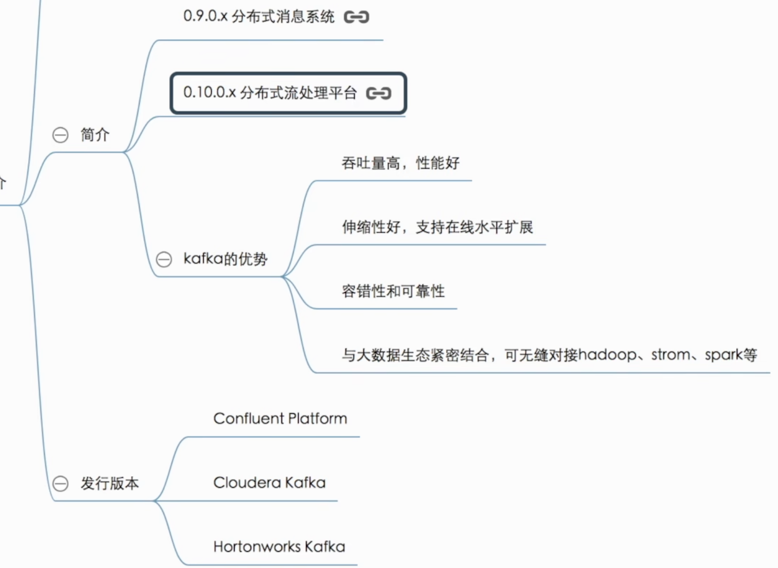 0.9.0.x 分布式消息系统
0.10.0.x 分布式流处理平台
简介
吞吐量高，性能好
伸缩性好，支持在线水平扩展
kafka的优势
容错性和可靠性
与大数据生态紧密结合，可无缝对接hadoop、strom、spark等
Confluent Platform
发行版本
Cloudera Kafka
Hortonworks Kafka